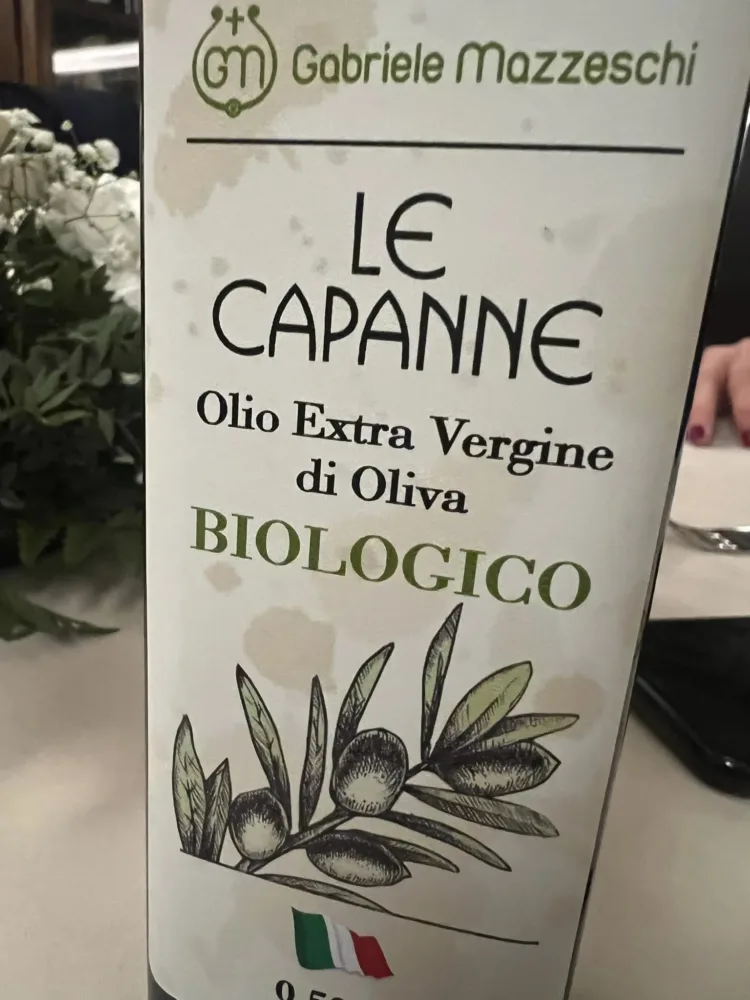 GM Gabriele Mazzeschi
LE
CAPANNE
Olio Extra Vergine
di Oliva
BIOLOGICO